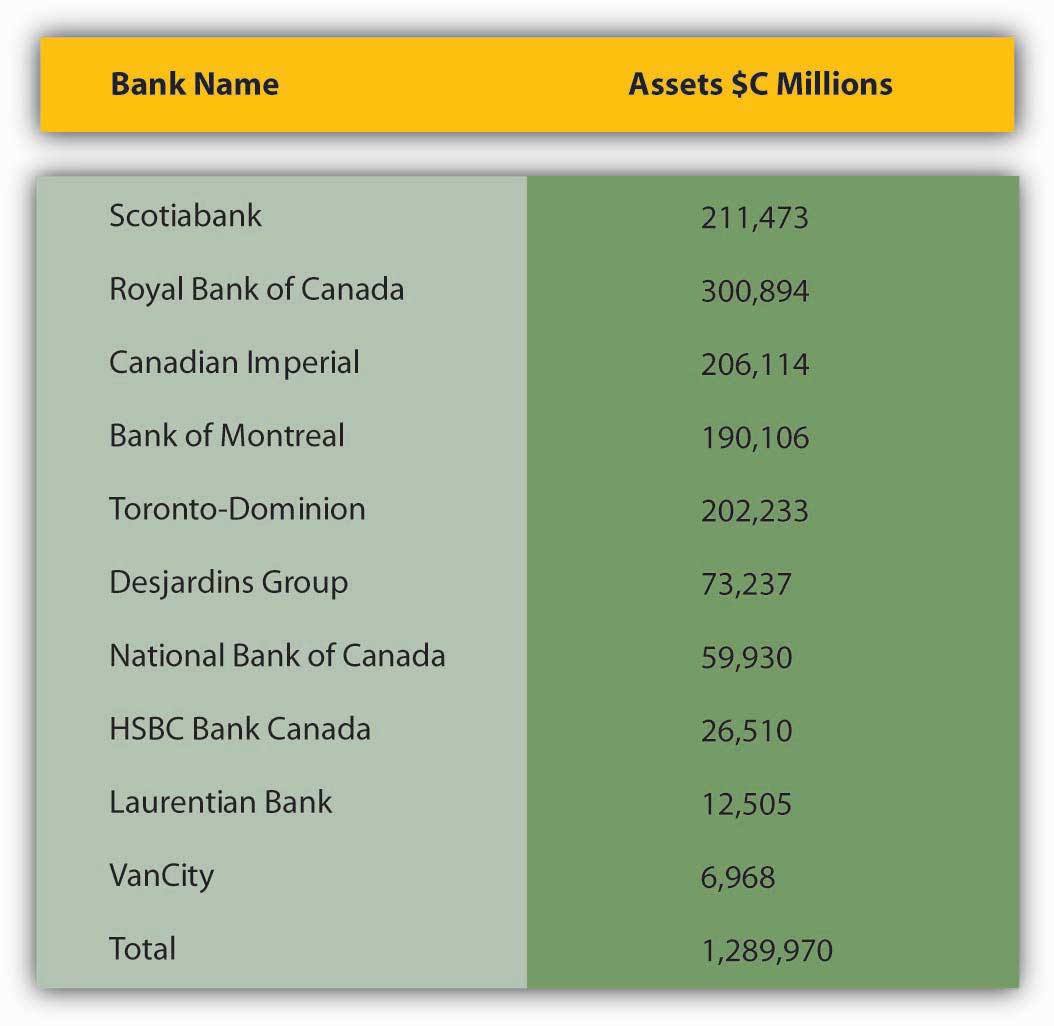 Bank Name Assets $C Millions
Scotiabank 211,473
Royal Bank of Canada 300,894
Canadian Imperial 206,114
Bank of Montreal 190,106
Toronto-Dominion 202,233
Desjardins Group 73,237
National Bank of Canada 59,930
HSBC Bank Canada 26,510
Laurentian Bank 12,505
VanCity 6,968
Total 1,289,970